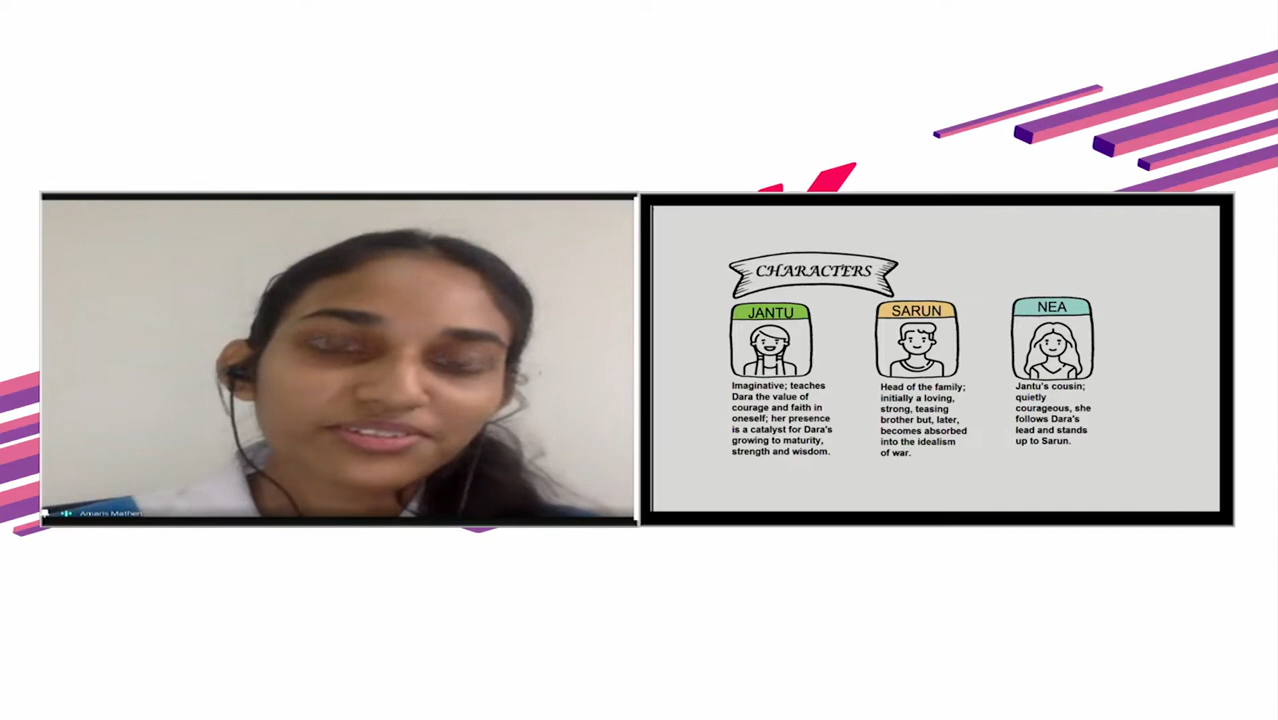 CHARACTERS
JANTU
Imaginative; teaches
Dara the value of
courage and faith in
oneself; her presence
is a catalyst for Dara's
growing to maturity,
strength and wisdom.
SARUN
Head of the family;
initially a loving,
strong, teasing
brother but, later,
becomes absorbed
into the idealism
of war.
NEA
Jantu's cousin;
quietly
courageous, she
follows Dara's
lead and stands
up to Sarun.